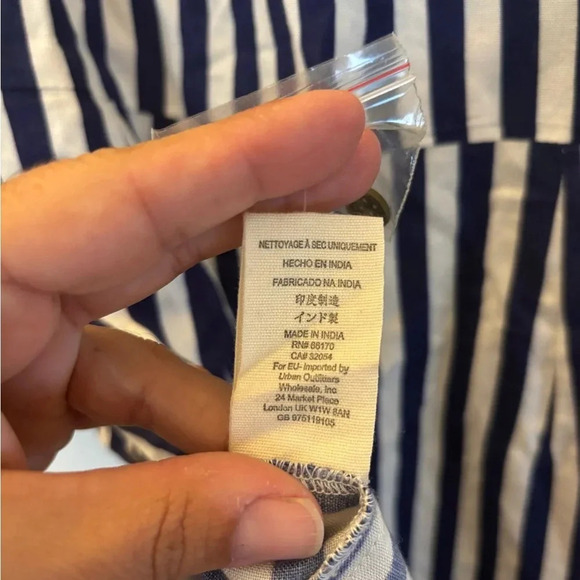 NETTOYAGE À SEC UNIQUEMENT
HECHO EN INDIA
FABRICADO NA INDIA
印度制造
インド製
MADE IN INDIA
RN# 66170
CA# 32054
For EU- Imported by
Urban Outfitters
Wholesale, Inc
24 Market Place
London UK W1W 8AN
GB 975119105